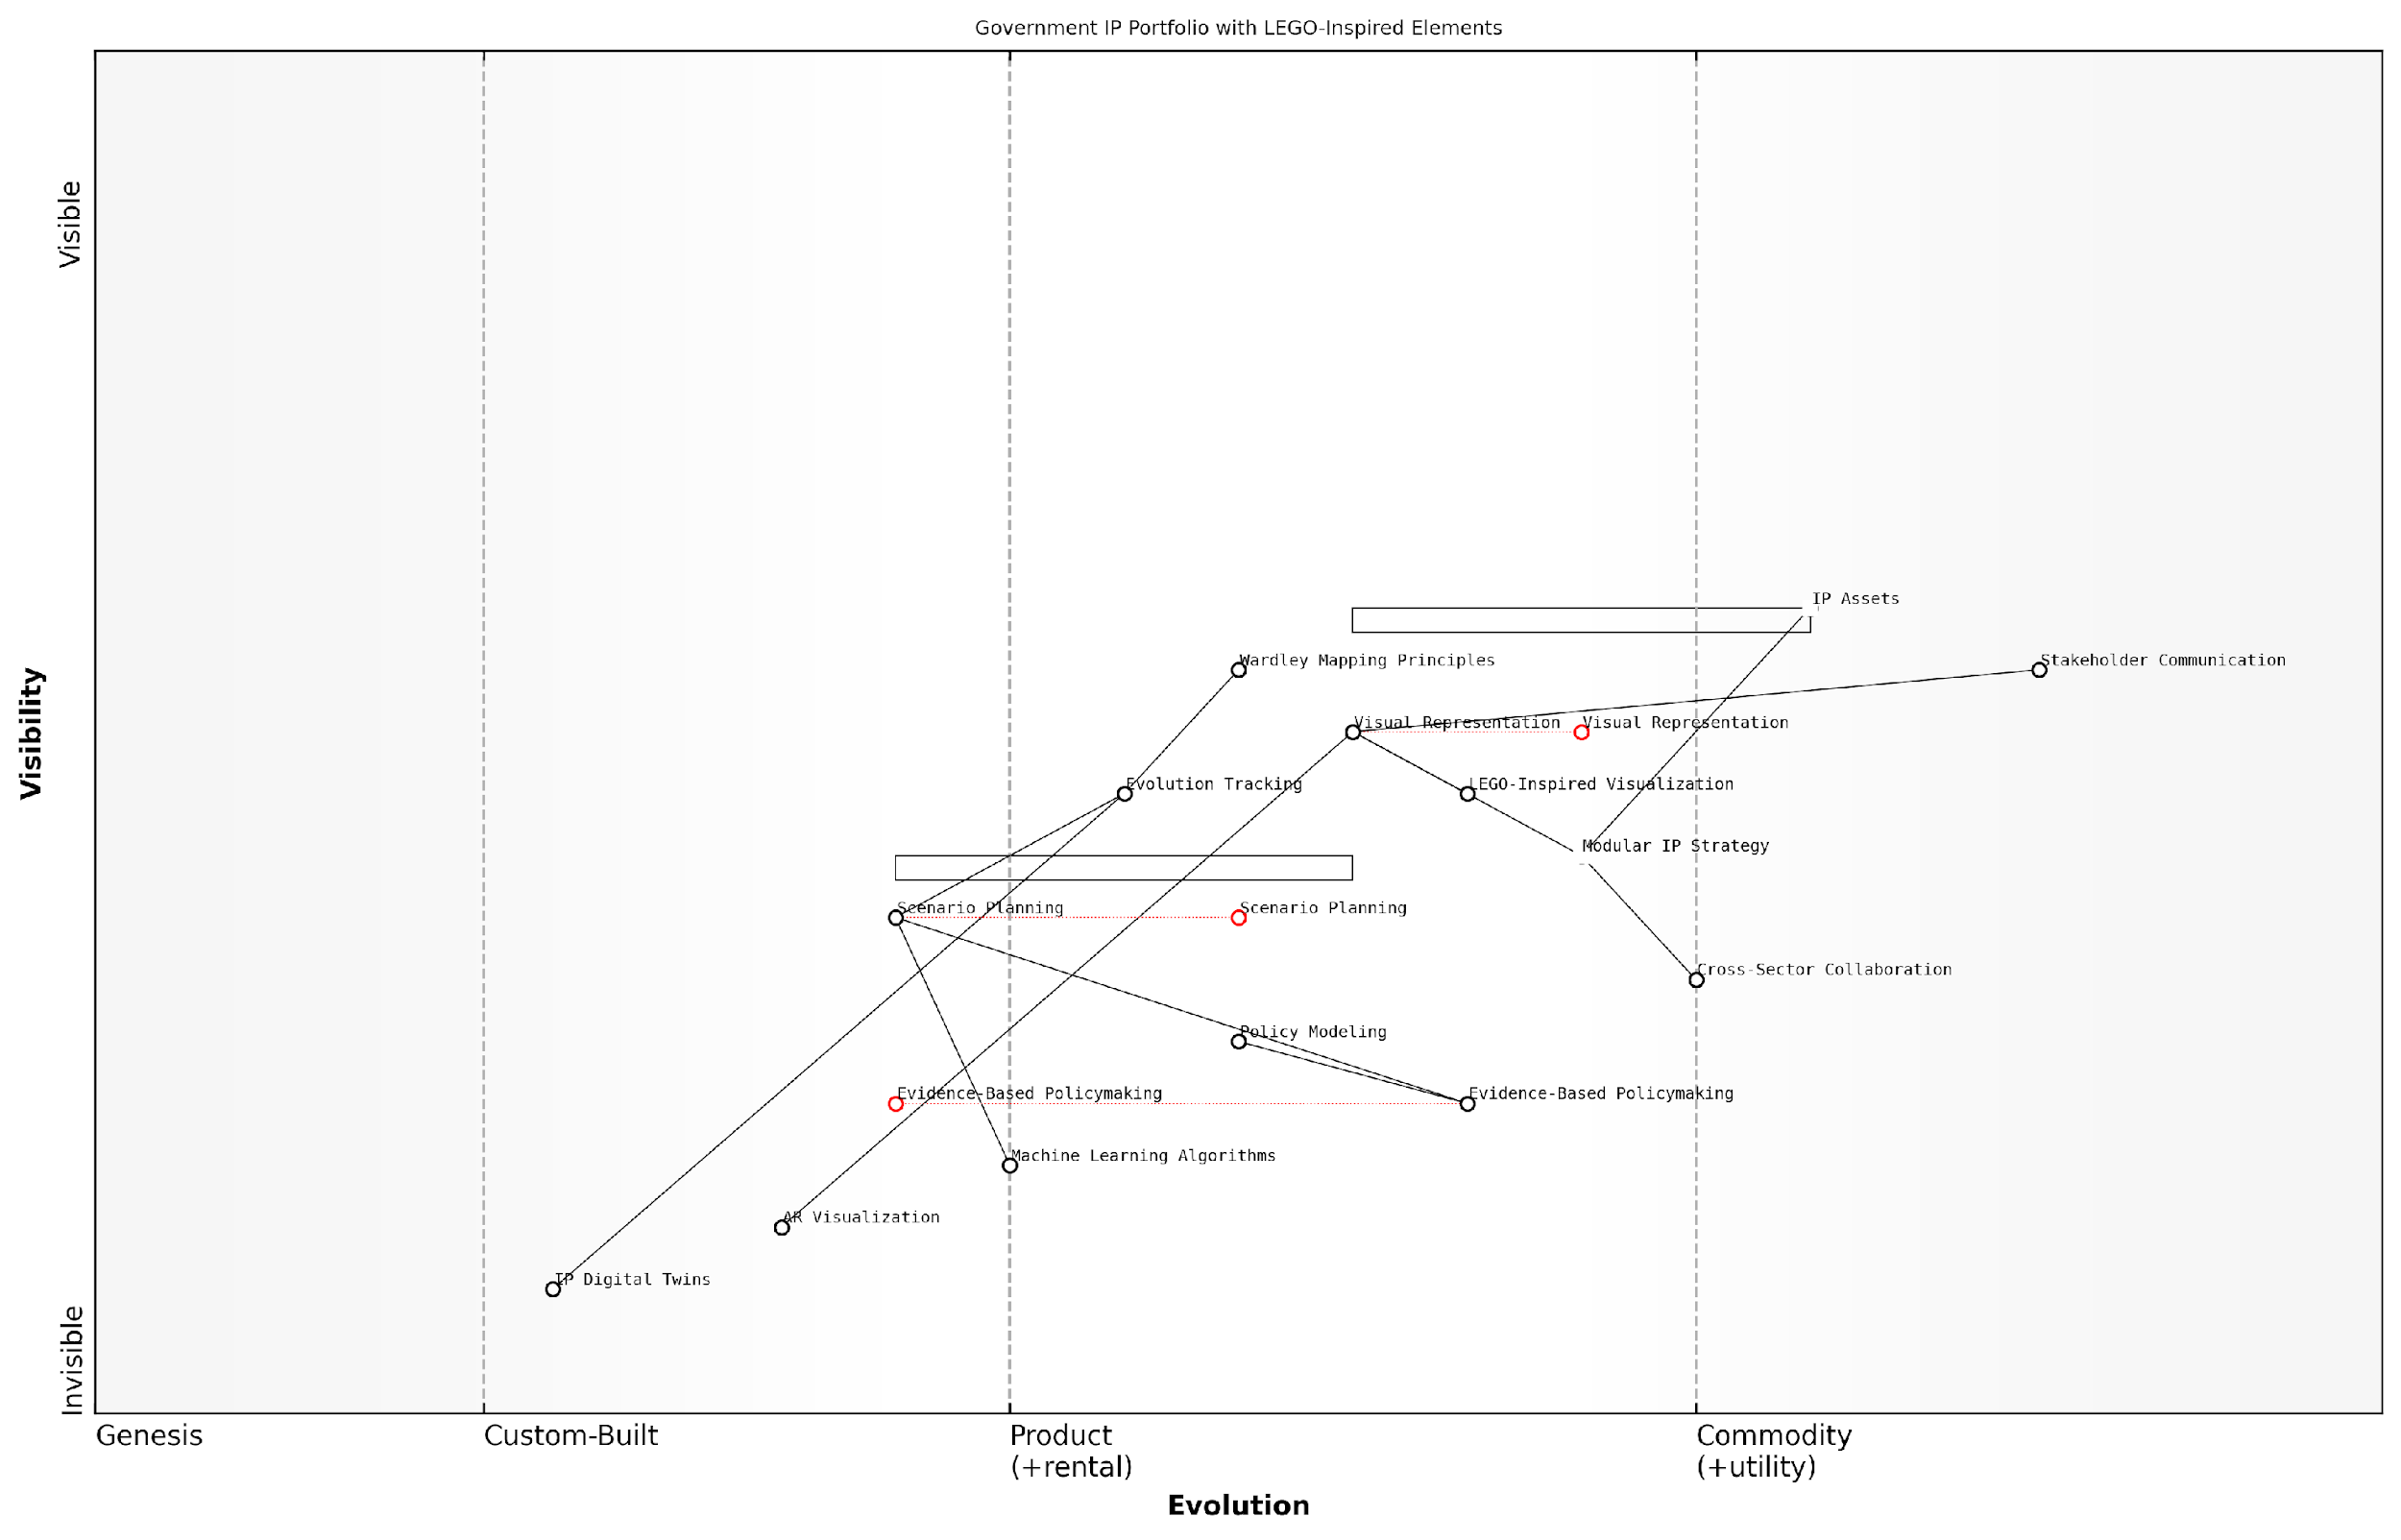 Government IP Portfolio with LEGO-Inspired Elements
Visible
Visibility
Invisible
IP Assets
Wardley Mapping Principles
Stakeholder Communication
Visual Representation
Visual Representation
Evolution Tracking
LEGO-Inspired Visualization
Modular IP Strategy
Scenario Planning
Scenario Planning
Cross-Sector Collaboration
Policy Modeling
Evidence-Based Policymaking
Evidence-Based Policymaking
Machine Learning Algorithms
AR Visualization
IP Digital Twins
Genesis
Custom-Built
Product
(+rental)
Commodity
(+utility)
Evolution